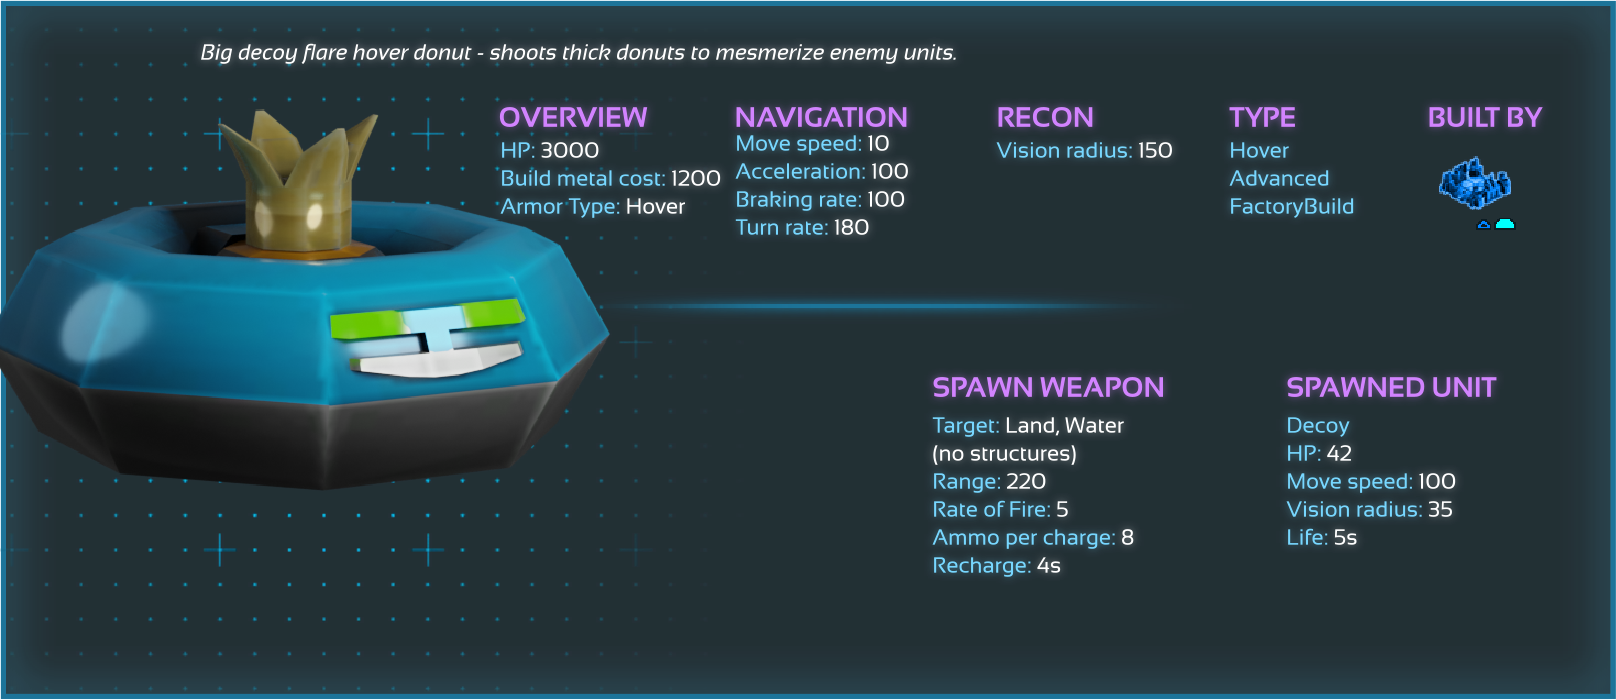 Big decoy flare hover donut - shoots thick donuts to mesmerize enemy units.
OVERVIEW
HP: 3000
Build metal cost: 1200
Armor Type: Hover
NAVIGATION
Move speed: 10
Acceleration: 100
Braking rate: 100
Turn rate: 180
RECON
Vision radius: 150
TYPE
Hover
Advanced
FactoryBuild
BUILT BY
SPAWN WEAPON
Target: Land, Water
(no structures)
Range: 220
Rate of Fire: 5
Ammo per charge: 8
Recharge: 4s
SPAWNED UNIT
Decoy
HP: 42
Move speed: 100
Vision radius: 35
Life: 5s